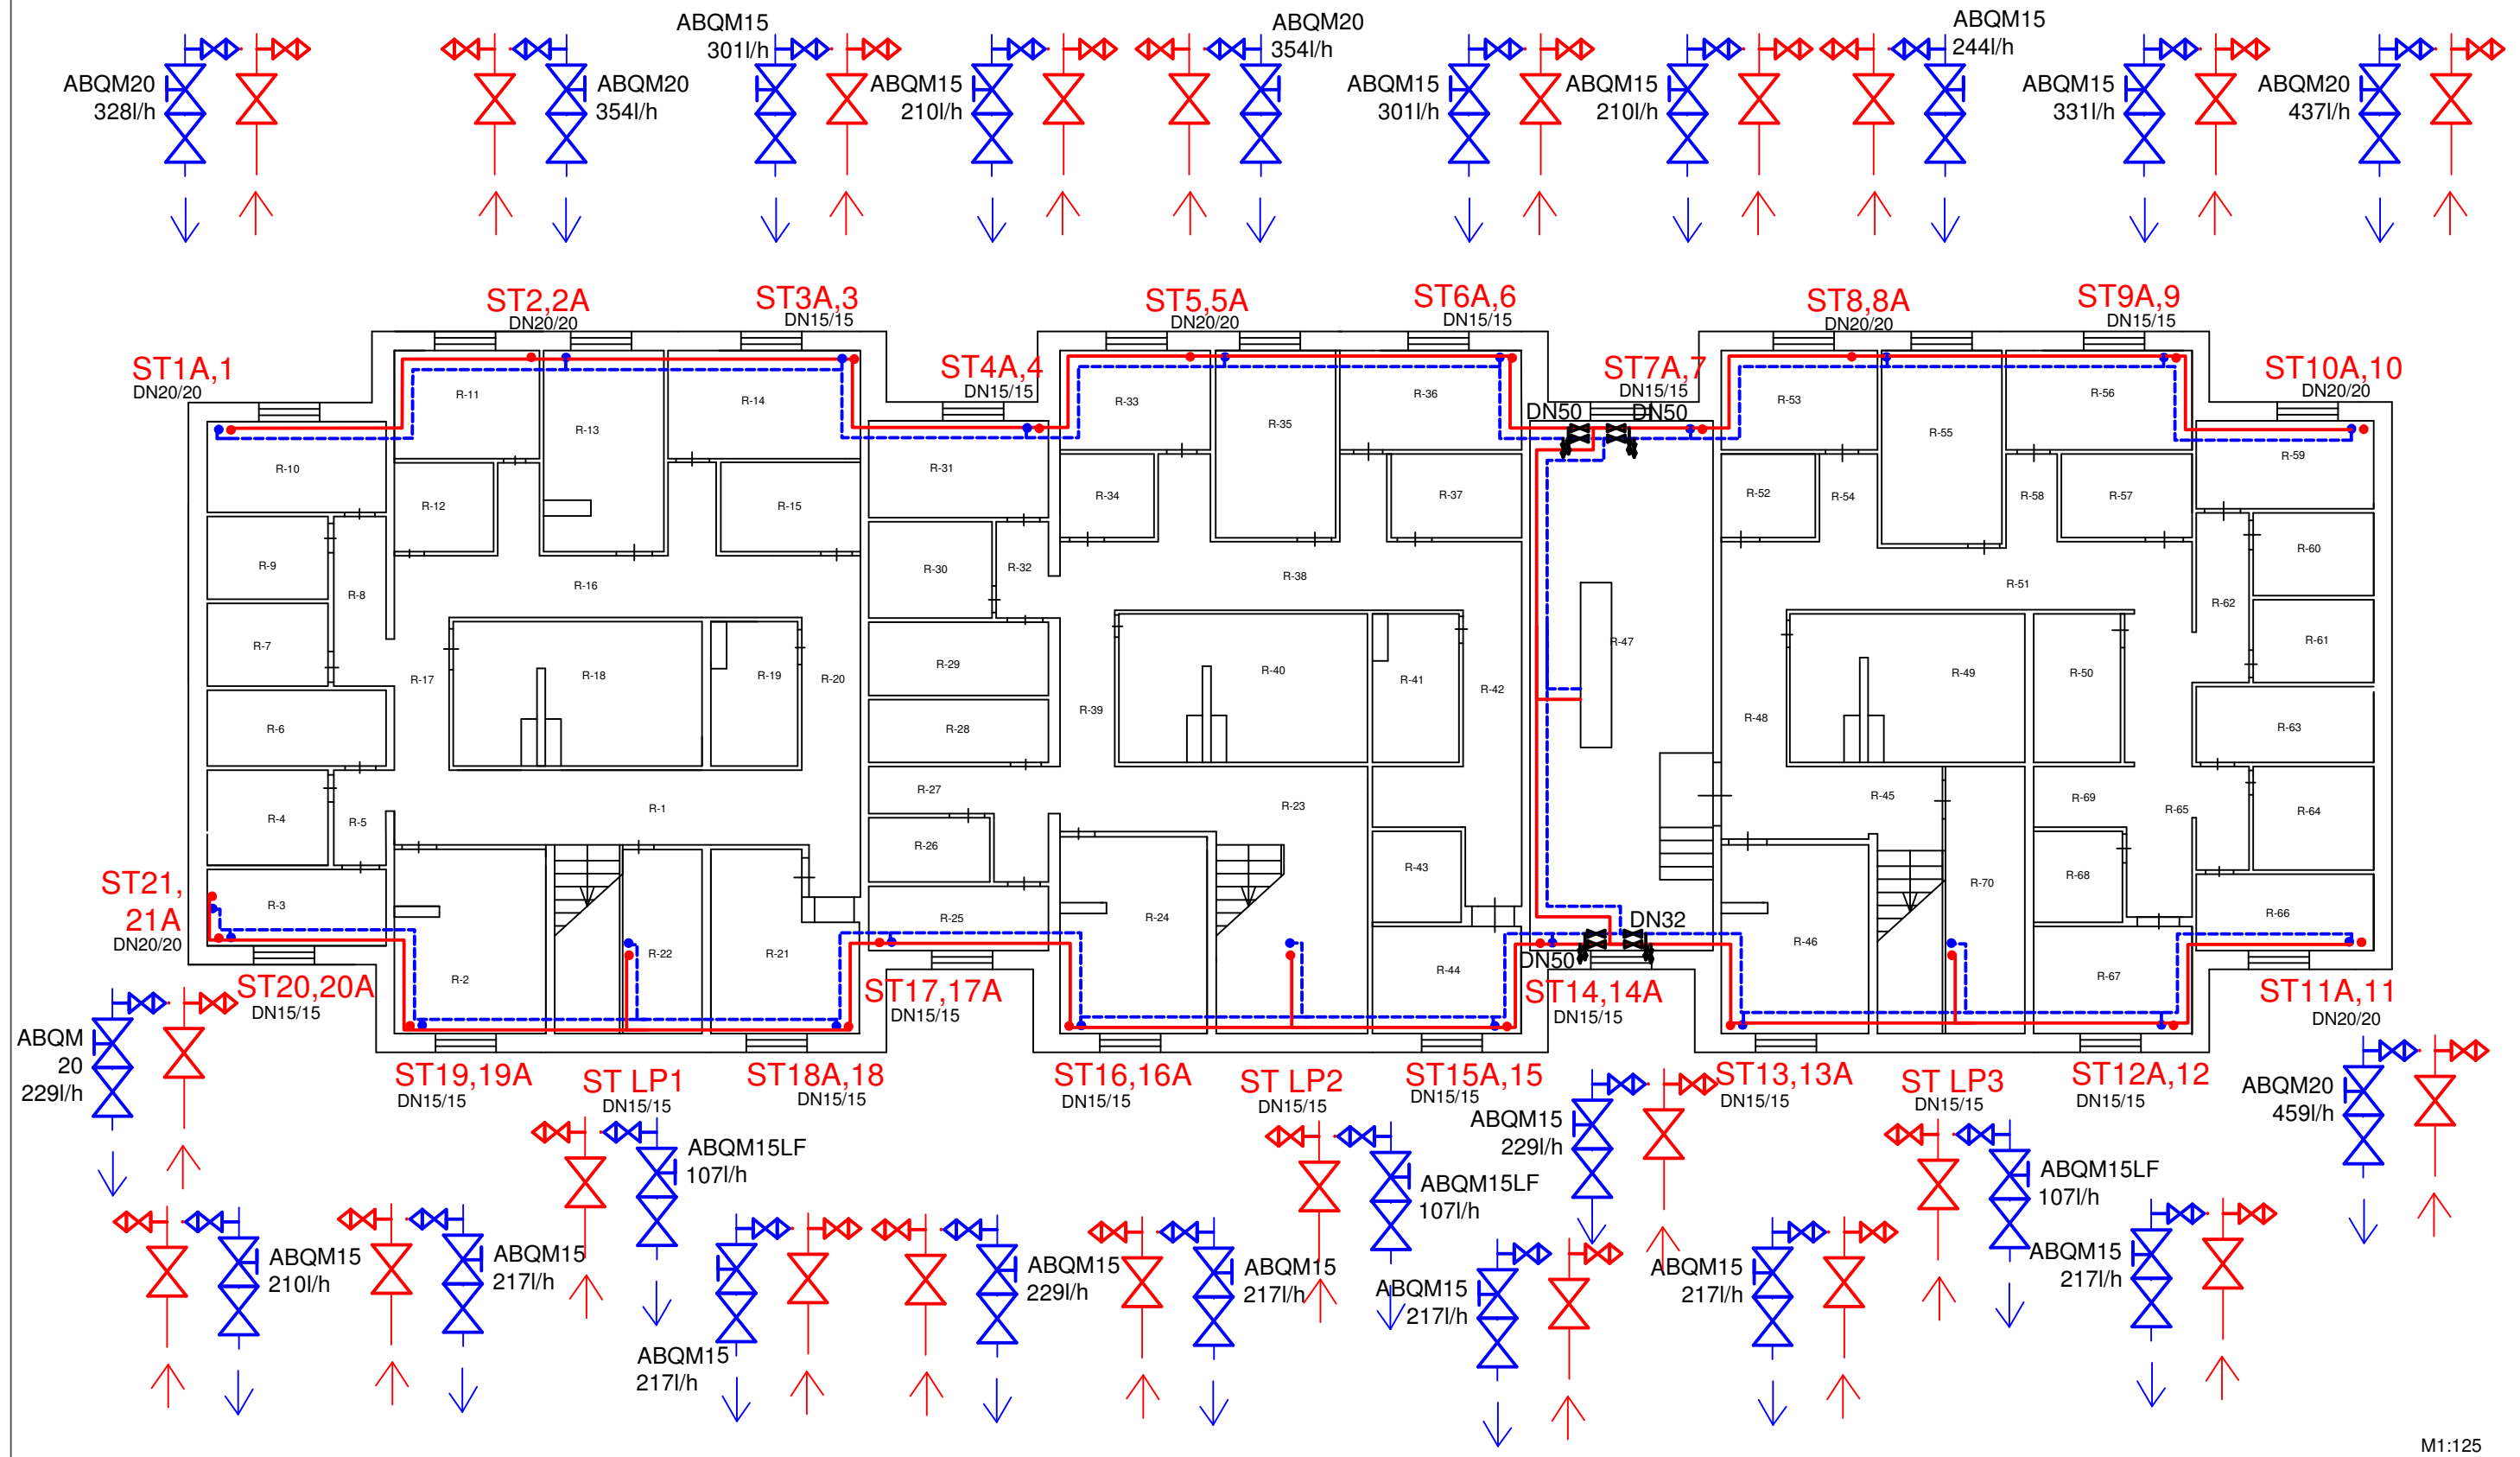 ABQM20
328l/h
ABQM20
354l/h
ABQM15
301l/h
ABQM15
210l/h
ABQM20
354l/h
ABQM15
301l/h
ABQM15
210l/h
ABQM15
244l/h
ABQM15
331l/h
ABQM20
437l/h
ST1A,1
DN20/20
ST2,2A
DN20/20
ST3A,3
DN15/15
ST4A,4
DN15/15
ST5,5A
DN20/20
ST6A,6
DN15/15
ST7A,7
DN15/15
DN50
DN50
ST8,8A
DN20/20
ST9A,9
DN15/15
ST10A,10
DN20/20
R-11
R-13
R-14
R-33
R-35
R-36
R-53
R-55
R-56
R-59
R-10
R-12
R-15
R-31
R-34
R-37
R-52
R-54
R-58
R-57
R-9
R-8
R-16
R-30
R-32
R-38
R-51
R-60
R-62
R-7
R-17
R-18
R-19
R-20
R-29
R-39
R-40
R-41
R-42
R-47
R-48
R-49
R-50
R-61
R-6
R-28
R-63
R-4
R-5
R-1
R-27
R-26
R-23
R-43
R-45
R-69
R-65
R-64
R-68
R-70
R-3
R-2
R-22
R-21
R-25
R-24
R-44
R-46
R-67
R-66
DN32
DN50
ST21,
21A
DN20/20
ST20,20A
DN15/15
ST19,19A
DN15/15
ST LP1
DN15/15
ST18A,18
DN15/15
ST17,17A
DN15/15
ST16,16A
DN15/15
ST LP2
DN15/15
ST15A,15
DN15/15
ST14,14A
DN15/15
ST13,13A
DN15/15
ST LP3
DN15/15
ST12A,12
DN15/15
ST11A,11
DN20/20
ABQM
20
229l/h
ABQM15LF
107l/h
ABQM15LF
107l/h
ABQM15
229l/h
ABQM15LF
107l/h
ABQM20
459l/h
ABQM15
210l/h
ABQM15
217l/h
ABQM15
217l/h
ABQM15
229l/h
ABQM15
217l/h
ABQM15
217l/h
ABQM15
217l/h
ABQM15
217l/h
M1:125